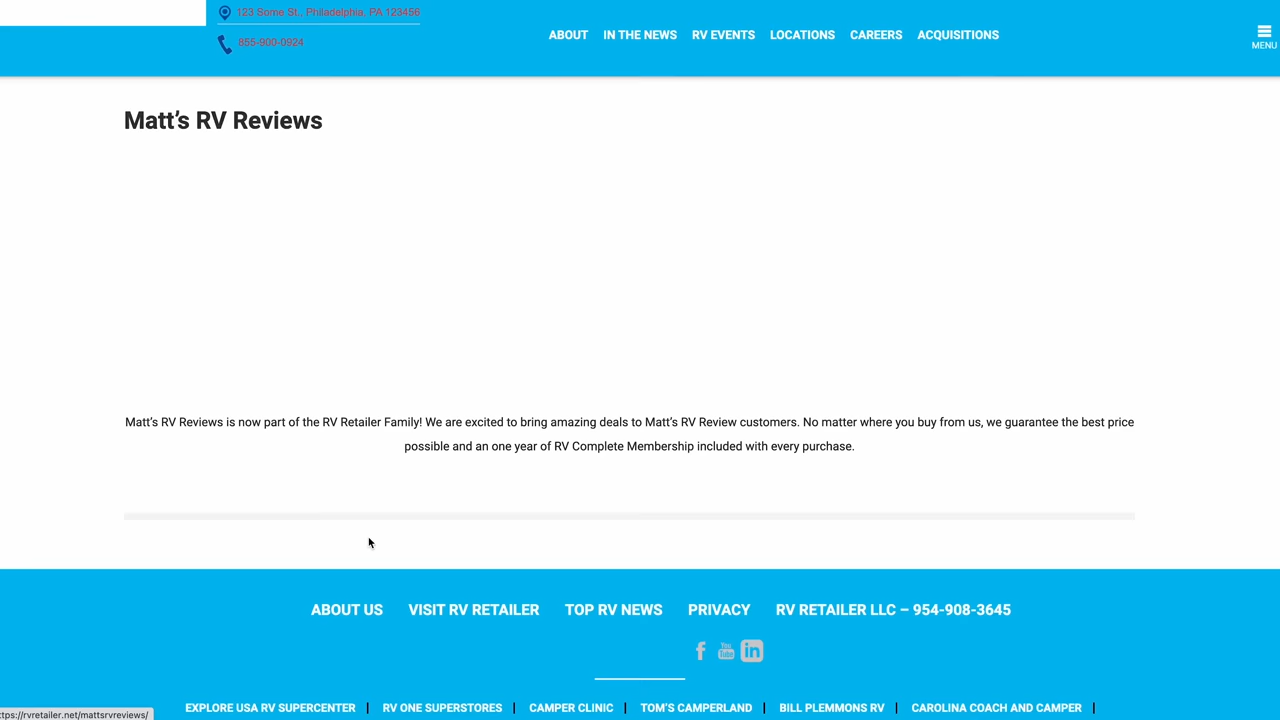 123 Some St., Philadelphia, PA 123456
855-900-0924
ABOUT IN THE NEWS RV EVENTS LOCATIONS CAREERS ACQUISITIONS
MENU
Matt’s RV Reviews
Matt’s RV Reviews is now part of the RV Retailer Family! We are excited to bring amazing deals to Matt’s RV Review customers. No matter where you buy from us, we guarantee the best price
possible and an one year of RV Complete Membership included with every purchase.
ABOUT US VISIT RV RETAILER TOP RV NEWS PRIVACY RV RETAILER LLC – 954-908-3645
f You Tube in
EXPLORE USA RV SUPERCENTER | RV ONE SUPERSTORES | CAMPER CLINIC | TOM’S CAMPERLAND | BILL PLEMMONS RV | CAROLINA COACH AND CAMPER |
ttps://rvretailer.net/mattsrvreviews/